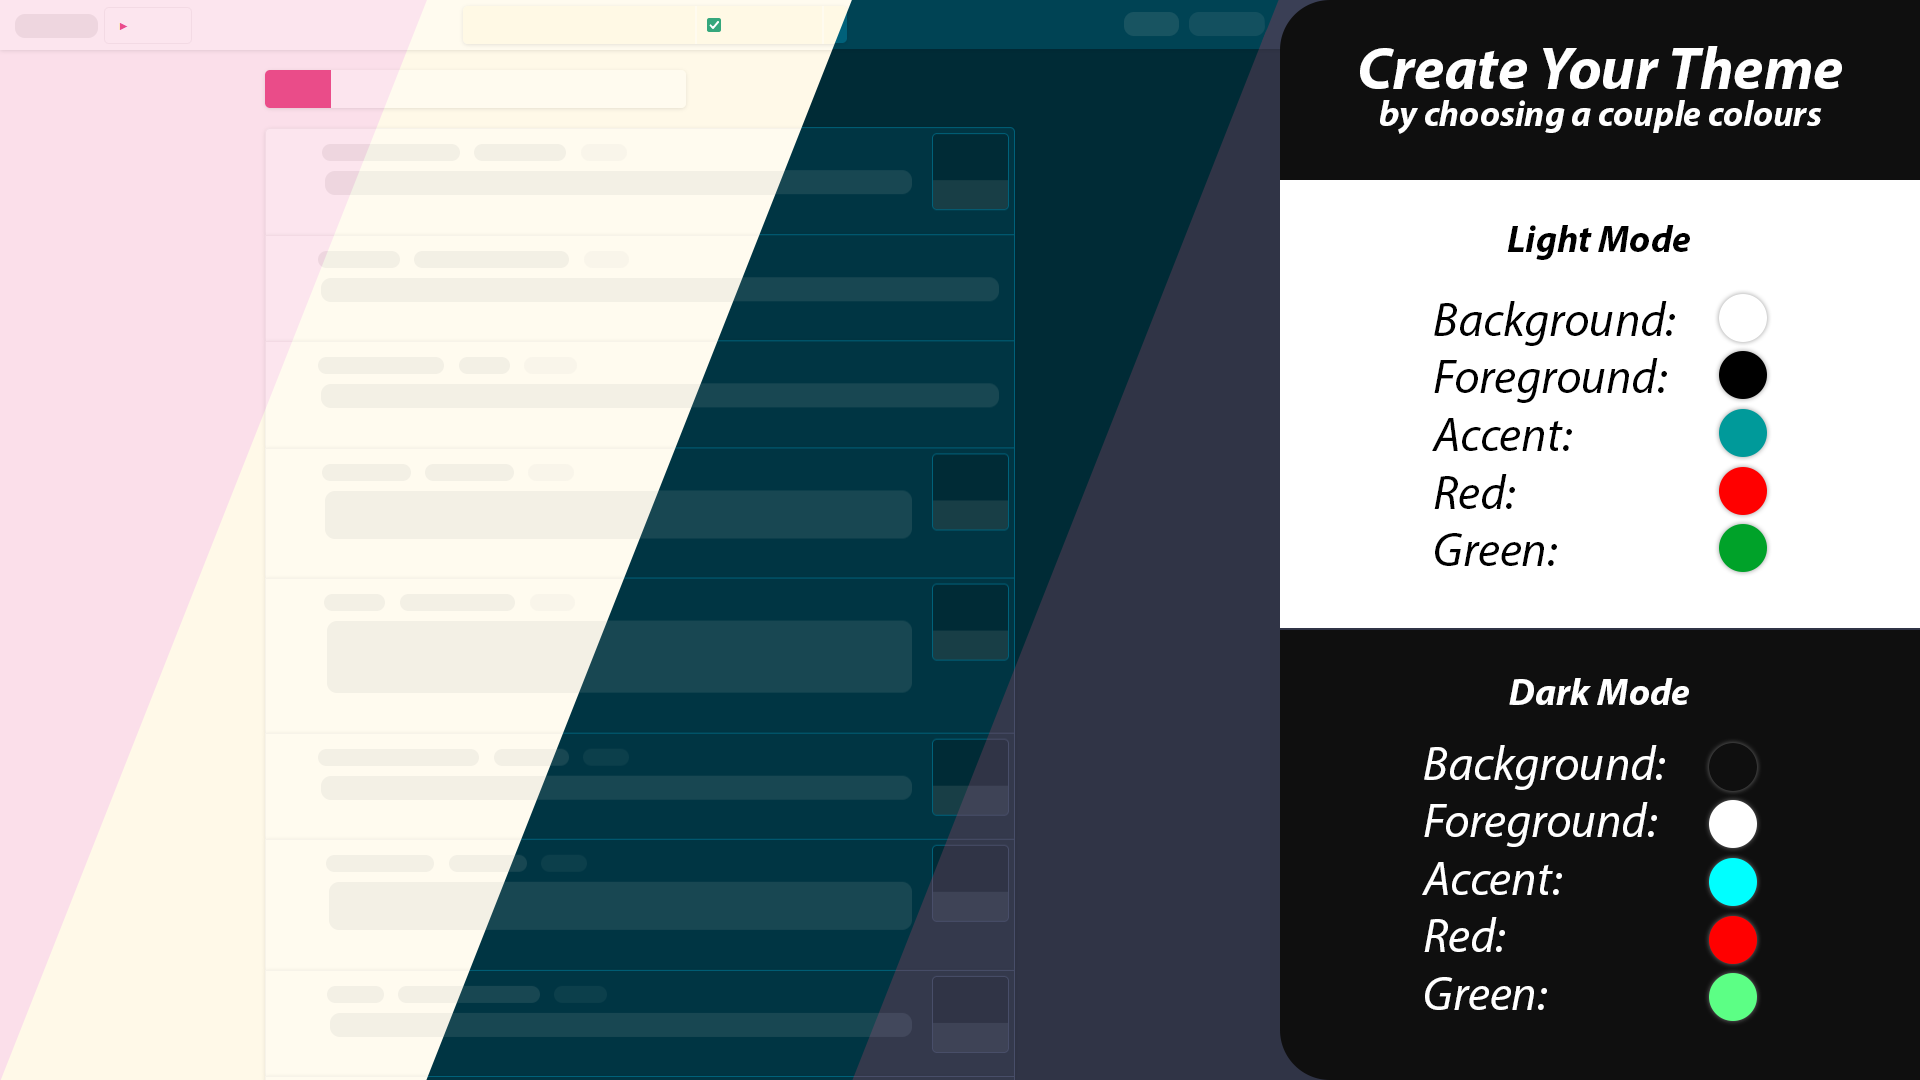 Create Your Theme
by choosing a couple colours
Light Mode
Background:
Foreground:
Accent:
Red:
Green:
Dark Mode
Background:
Foreground:
Accent:
Red:
Green: